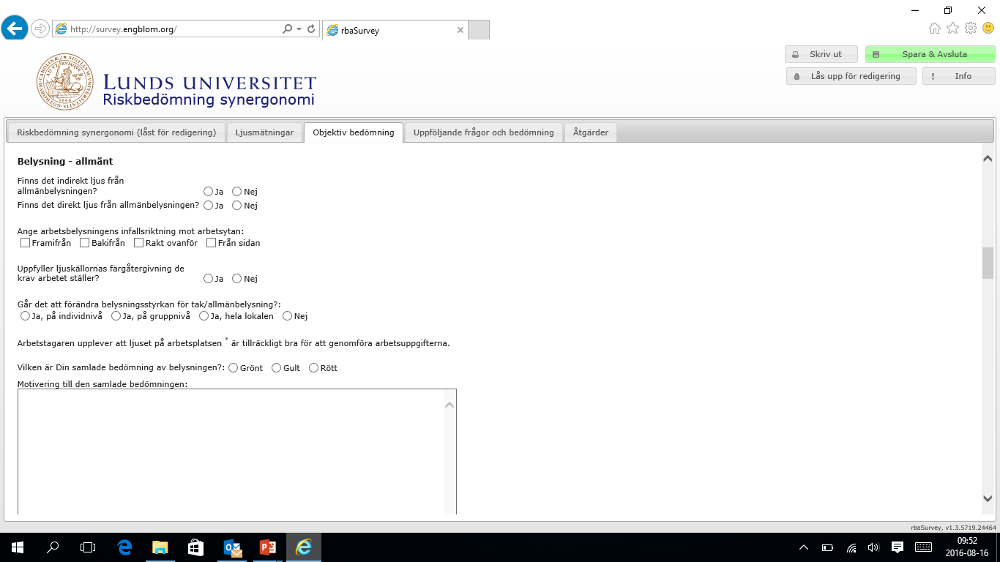 http://survey.engblom.org/
rbaSurvey
Skriv ut
Spara & Avsluta
Lås upp för redigering
! Info
LUNDS UNIVERSITET
Riskbedömning synergonomi
Riskbedömning synergonomi (låst för redigering)
Ljusmätningar
Objektiv bedömning
Uppföljande frågor och bedömning
Åtgärder
Belysning - allmänt
Finns det indirekt ljus från
allmänbelysningen? Ja Nej
Finns det direkt ljus från allmänbelysningen? Ja Nej
Ange arbetsbelysningens infallsriktning mot arbetsytan:
Framifrån Bakifrån Rakt ovanför Från sidan
Uppfyller ljuskällornas färgåtergivning de
krav arbetet ställer? Ja Nej
Går det att förändra belysningsstyrkan för tak/allmänbelysning?:
Ja, på individnivå Ja, på gruppnivå Ja, hela lokalen Nej
Arbetstagaren upplever att ljuset på arbetsplatsen * är tillräckligt bra för att genomföra arbetsuppgifterna.
Vilken är Din samlade bedömning av belysningen?: Grönt Gult Rött
Motivering till den samlade bedömningen:
rbaSurvey, v1.3.5719.24464
09:52
2016-08-16